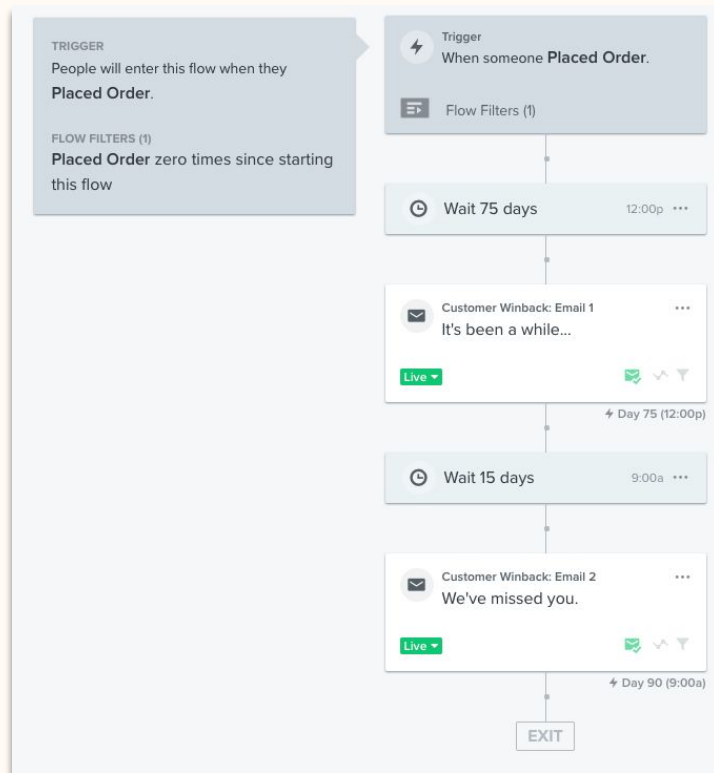 TRIGGER
People will enter this flow when they
Placed Order.
FLOW FILTERS (1)
Placed Order zero times since starting
this flow
Trigger
When someone Placed Order.
Flow Filters (1)
Wait 75 days 12:00p
Customer Winback: Email 1
It's been a while...
Live
Day 75 (12:00p)
Wait 15 days 9:00a
Customer Winback: Email 2
We've missed you.
Live
Day 90 (9:00a)
EXIT